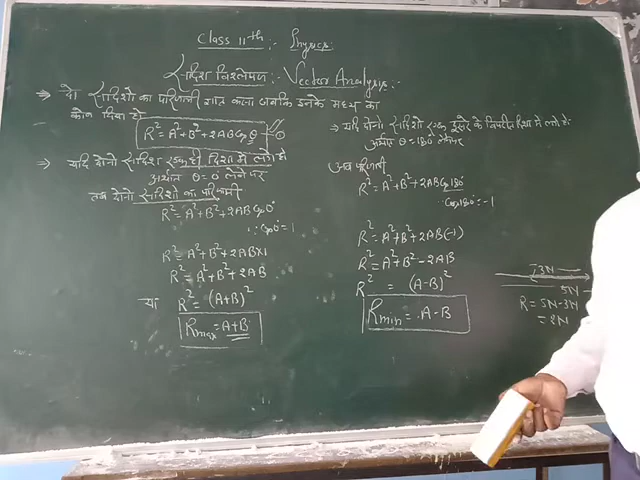 Class 11th :- Physics
सदिश विश्लेषण :- Vector Analysis :-
⇒ दो सदिशों का परिणामी ज्ञात करना जबकि इनके मध्य का
कोण दिया हो
R² = A² + B² + 2AB Cos θ — ①
⇒ यदि दोनों सदिश एक ही दिशा में लगे हो
अर्थात θ = 0° लेने पर
तब दोनों सदिशों का परिणामी
R² = A² + B² + 2AB Cos 0°
∵ Cos 0° = 1
R² = A² + B² + 2AB×1
R² = A² + B² + 2AB
या R² = (A+B)²
Rmax = A+B
⇒ यदि दोनों सदिशों एक दूसरे के विपरीत दिशा में लगे हो
अर्थात θ = 180° लेने पर
अब परिणामी
R² = A² + B² + 2AB Cos 180°
∵ Cos 180° = -1
R² = A² + B² + 2AB(-1)
R² = A² + B² - 2AB
R² = (A-B)²
Rmin = A-B
3N
5N
R = 5N - 3N
= 2N